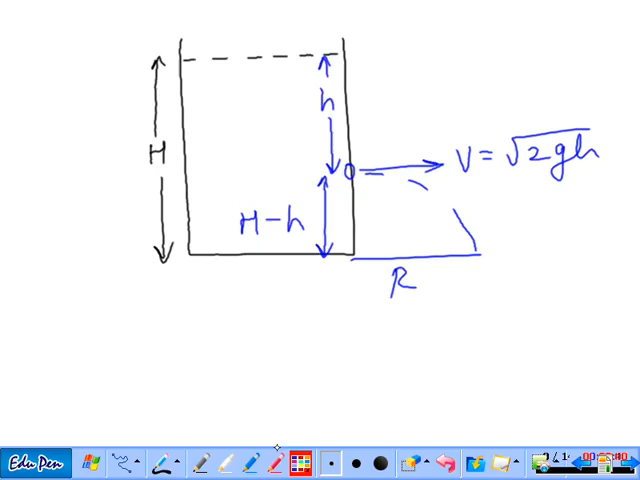 h
H
V = √2gh
H - h
R
Edu Pen